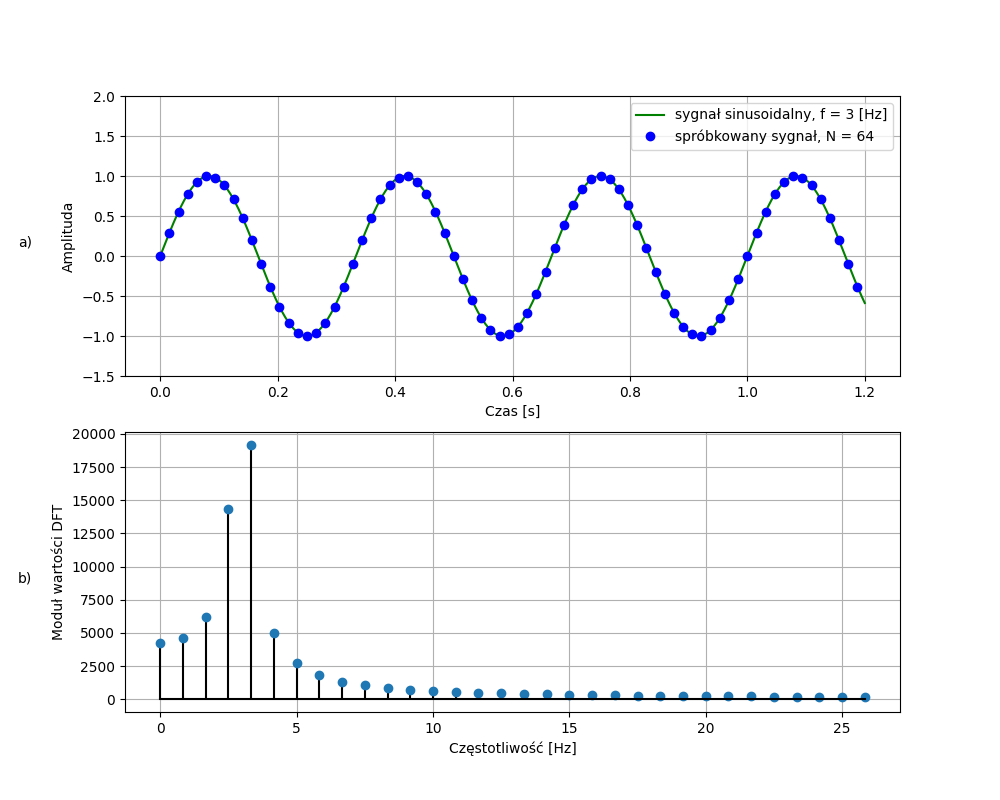 a)
Amplituda
2.0
1.5
1.0
0.5
0.0
−0.5
−1.0
−1.5
sygnał sinusoidalny, f = 3 [Hz]
spróbkowany sygnał, N = 64
0.0 0.2 0.4 0.6 0.8 1.0 1.2
Czas [s]
b)
Moduł wartości DFT
20000
17500
15000
12500
10000
7500
5000
2500
0
0 5 10 15 20 25
Częstotliwość [Hz]